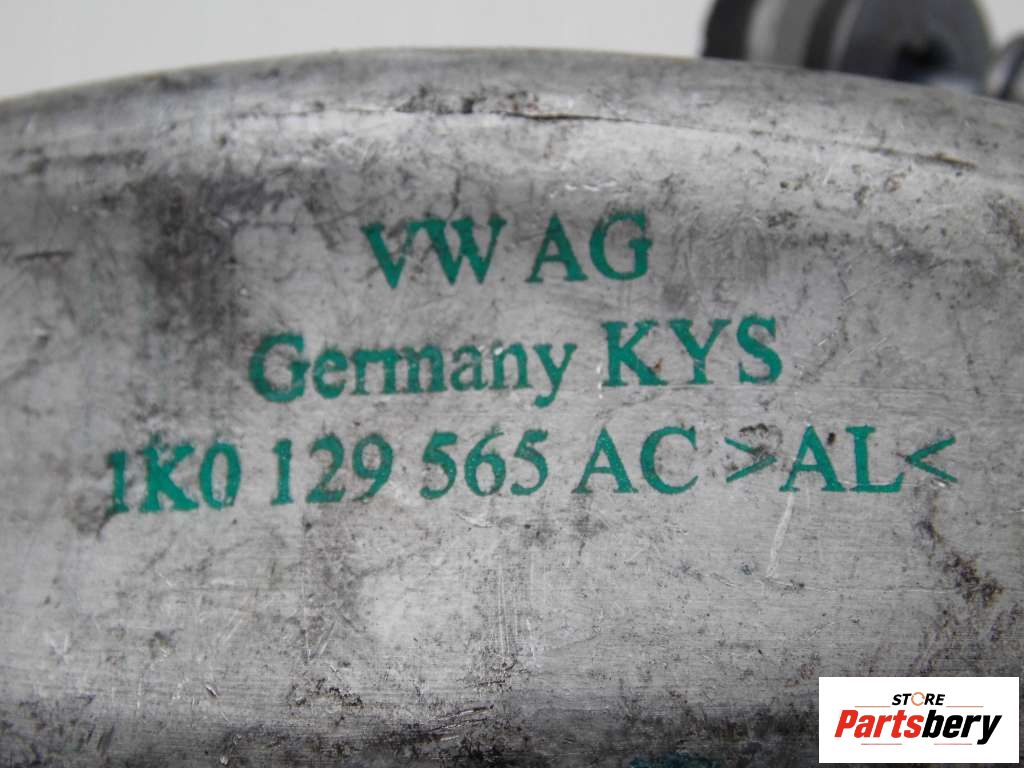 VW AG
Germany KYS
1K0 129 565 AC >AL<
STORE
Partsbery